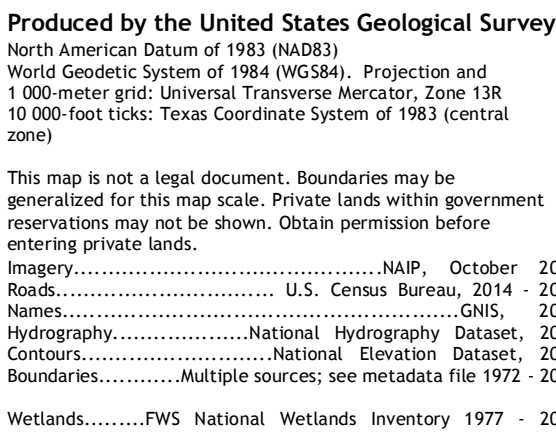 Produced by the United States Geological Survey
North American Datum of 1983 (NAD83)
World Geodetic System of 1984 (WGS84). Projection and
1 000-meter grid: Universal Transverse Mercator, Zone 13R
10 000-foot ticks: Texas Coordinate System of 1983 (central
zone)
This map is not a legal document. Boundaries may be
generalized for this map scale. Private lands within government
reservations may not be shown. Obtain permission before
entering private lands.
Imagery............................................NAIP, October 20
Roads............................. U.S. Census Bureau, 2014 - 20
Names....................................................GNIS, 20
Hydrography....................National Hydrography Dataset, 20
Contours............................National Elevation Dataset, 20
Boundaries............Multiple sources; see metadata file 1972 - 20
Wetlands.........FWS National Wetlands Inventory 1977 - 20